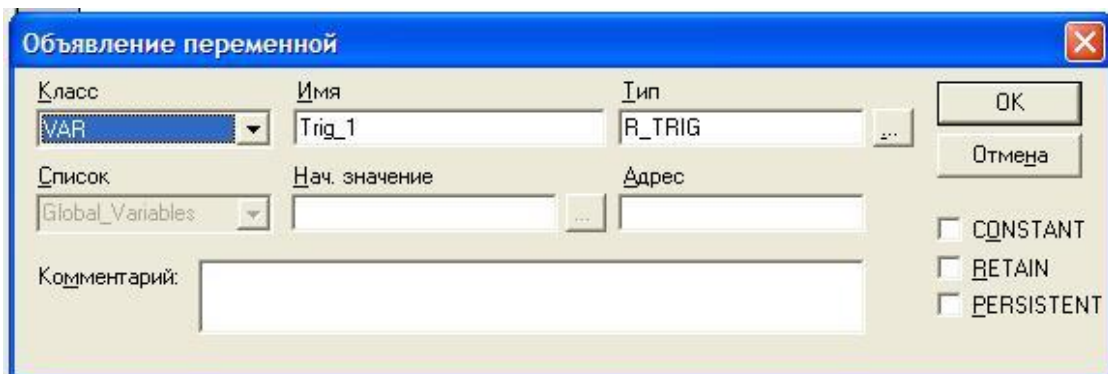 Объявление переменной
Класс Имя Тип
VAR Trig_1 R_TRIG ... OK
Отмена
Список Нач. значение Адрес
Global_Variables ...
CONSTANT
Комментарий: RETAIN
PERSISTENT